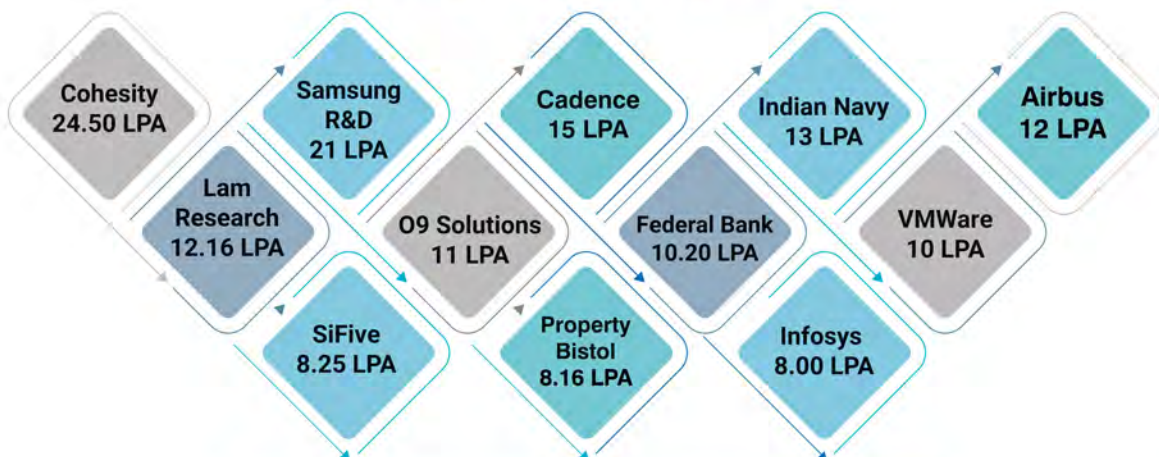 Cohesity
24.50 LPA
Samsung
R&D
21 LPA
Cadence
15 LPA
Indian Navy
13 LPA
Airbus
12 LPA
Lam
Research
12.16 LPA
O9 Solutions
11 LPA
Federal Bank
10.20 LPA
VMWare
10 LPA
SiFive
8.25 LPA
Property
Bistol
8.16 LPA
Infosys
8.00 LPA